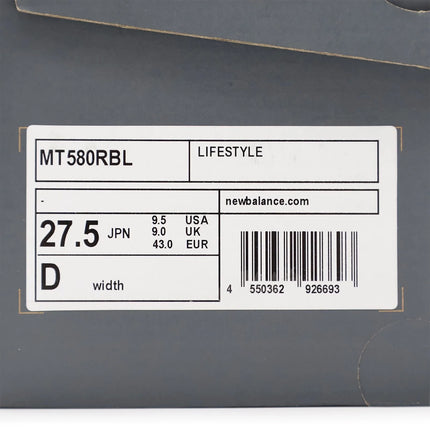 MT580RBL
LIFESTYLE
-
newbalance.com
27.5 JPN
9.5 USA
9.0 UK
43.0 EUR
D width
4 550362 926693